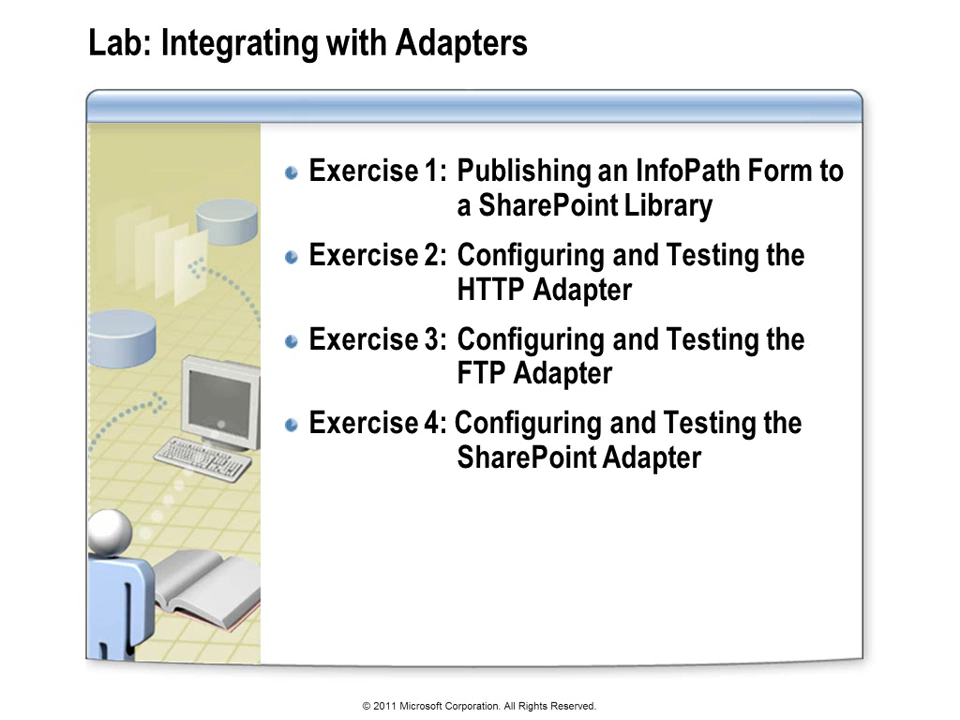 Lab: Integrating with Adapters
Exercise 1: Publishing an InfoPath Form to
a SharePoint Library
Exercise 2: Configuring and Testing the
HTTP Adapter
Exercise 3: Configuring and Testing the
FTP Adapter
Exercise 4: Configuring and Testing the
SharePoint Adapter
© 2011 Microsoft Corporation. All Rights Reserved.